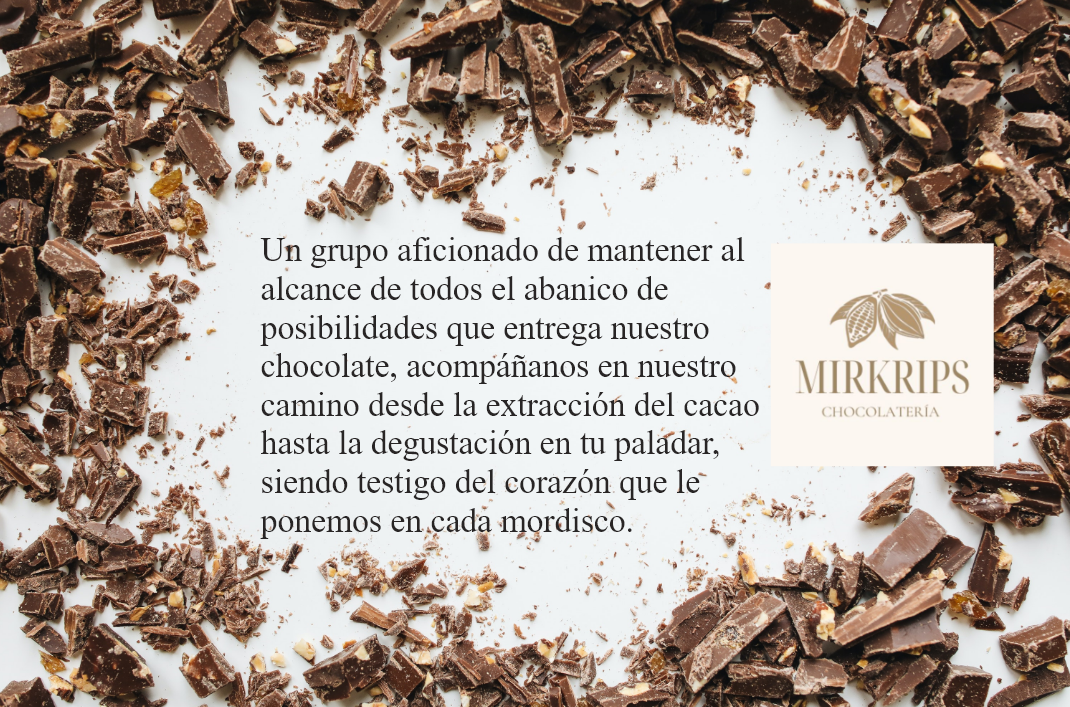 Un grupo aficionado de mantener al
alcance de todos el abanico de
posibilidades que entrega nuestro
chocolate, acompáñanos en nuestro
camino desde la extracción del cacao
hasta la degustación en tu paladar,
siendo testigo del corazón que le
ponemos en cada mordisco.
MIRKRIPS
CHOCOLATERÍA